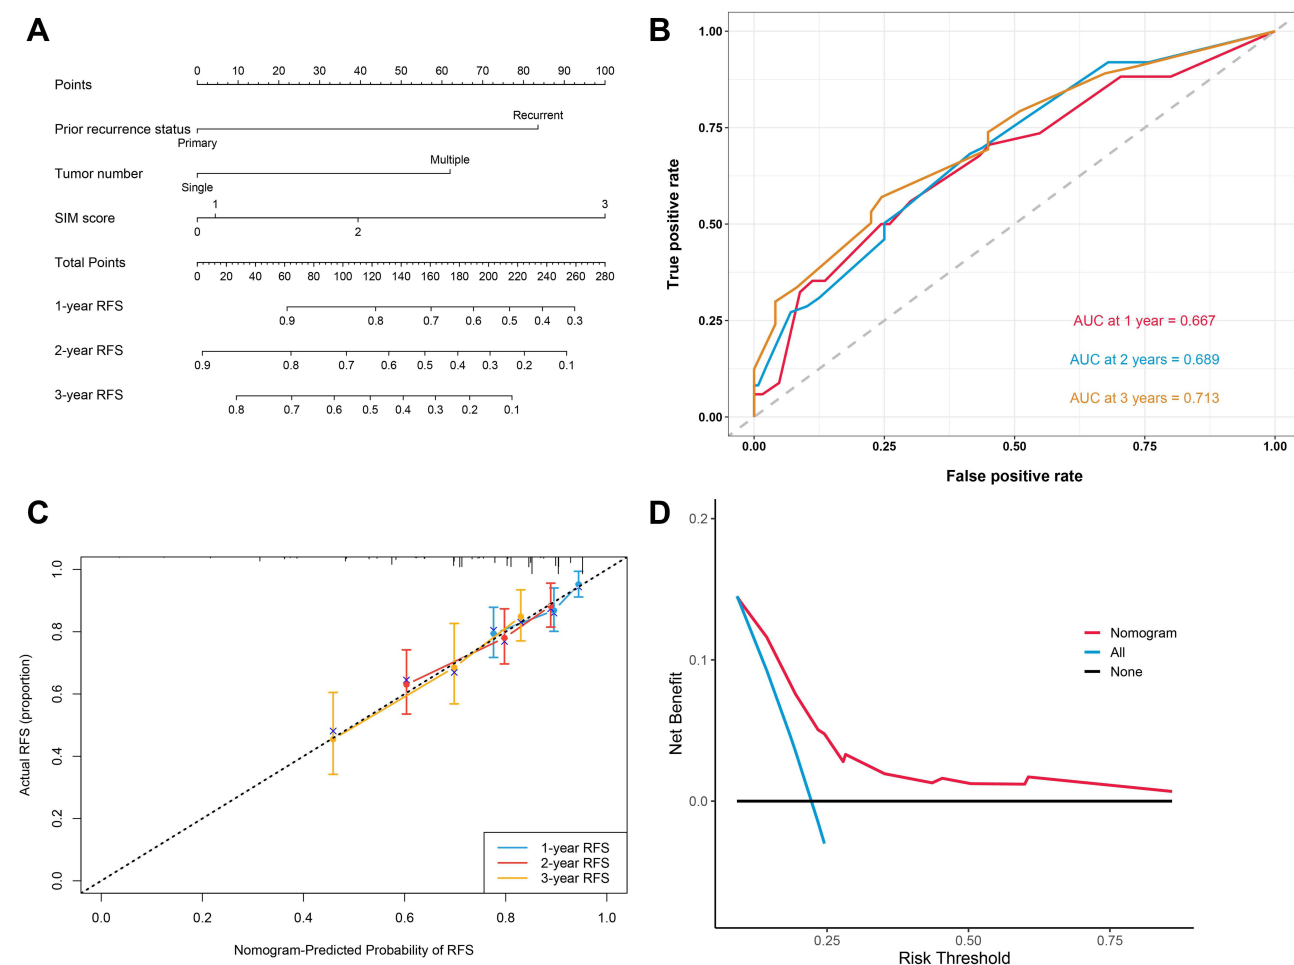 A
Points
0 10 20 30 40 50 60 70 80 90 100
Prior recurrence status
Recurrent
Primary
Tumor number
Multiple
Single
SIM score
1 3
0 2
Total Points
0 20 40 60 80 100 120 140 160 180 200 220 240 260 280
1-year RFS
0.9 0.8 0.7 0.6 0.5 0.4 0.3
2-year RFS
0.9 0.8 0.7 0.6 0.5 0.4 0.3 0.2 0.1
3-year RFS
0.8 0.7 0.6 0.5 0.4 0.3 0.2 0.1
B
True positive rate
1.00
0.75
0.50
0.25
0.00
AUC at 1 year = 0.667
AUC at 2 years = 0.689
AUC at 3 years = 0.713
0.00 0.25 0.50 0.75 1.00
False positive rate
C
Actual RFS (proportion)
1.0
0.8
0.6
0.4
0.2
0.0
1-year RFS
2-year RFS
3-year RFS
0.0 0.2 0.4 0.6 0.8 1.0
Nomogram-Predicted Probability of RFS
D
Net Benefit
0.2
0.1
0.0
Nomogram
All
None
0.25 0.50 0.75
Risk Threshold